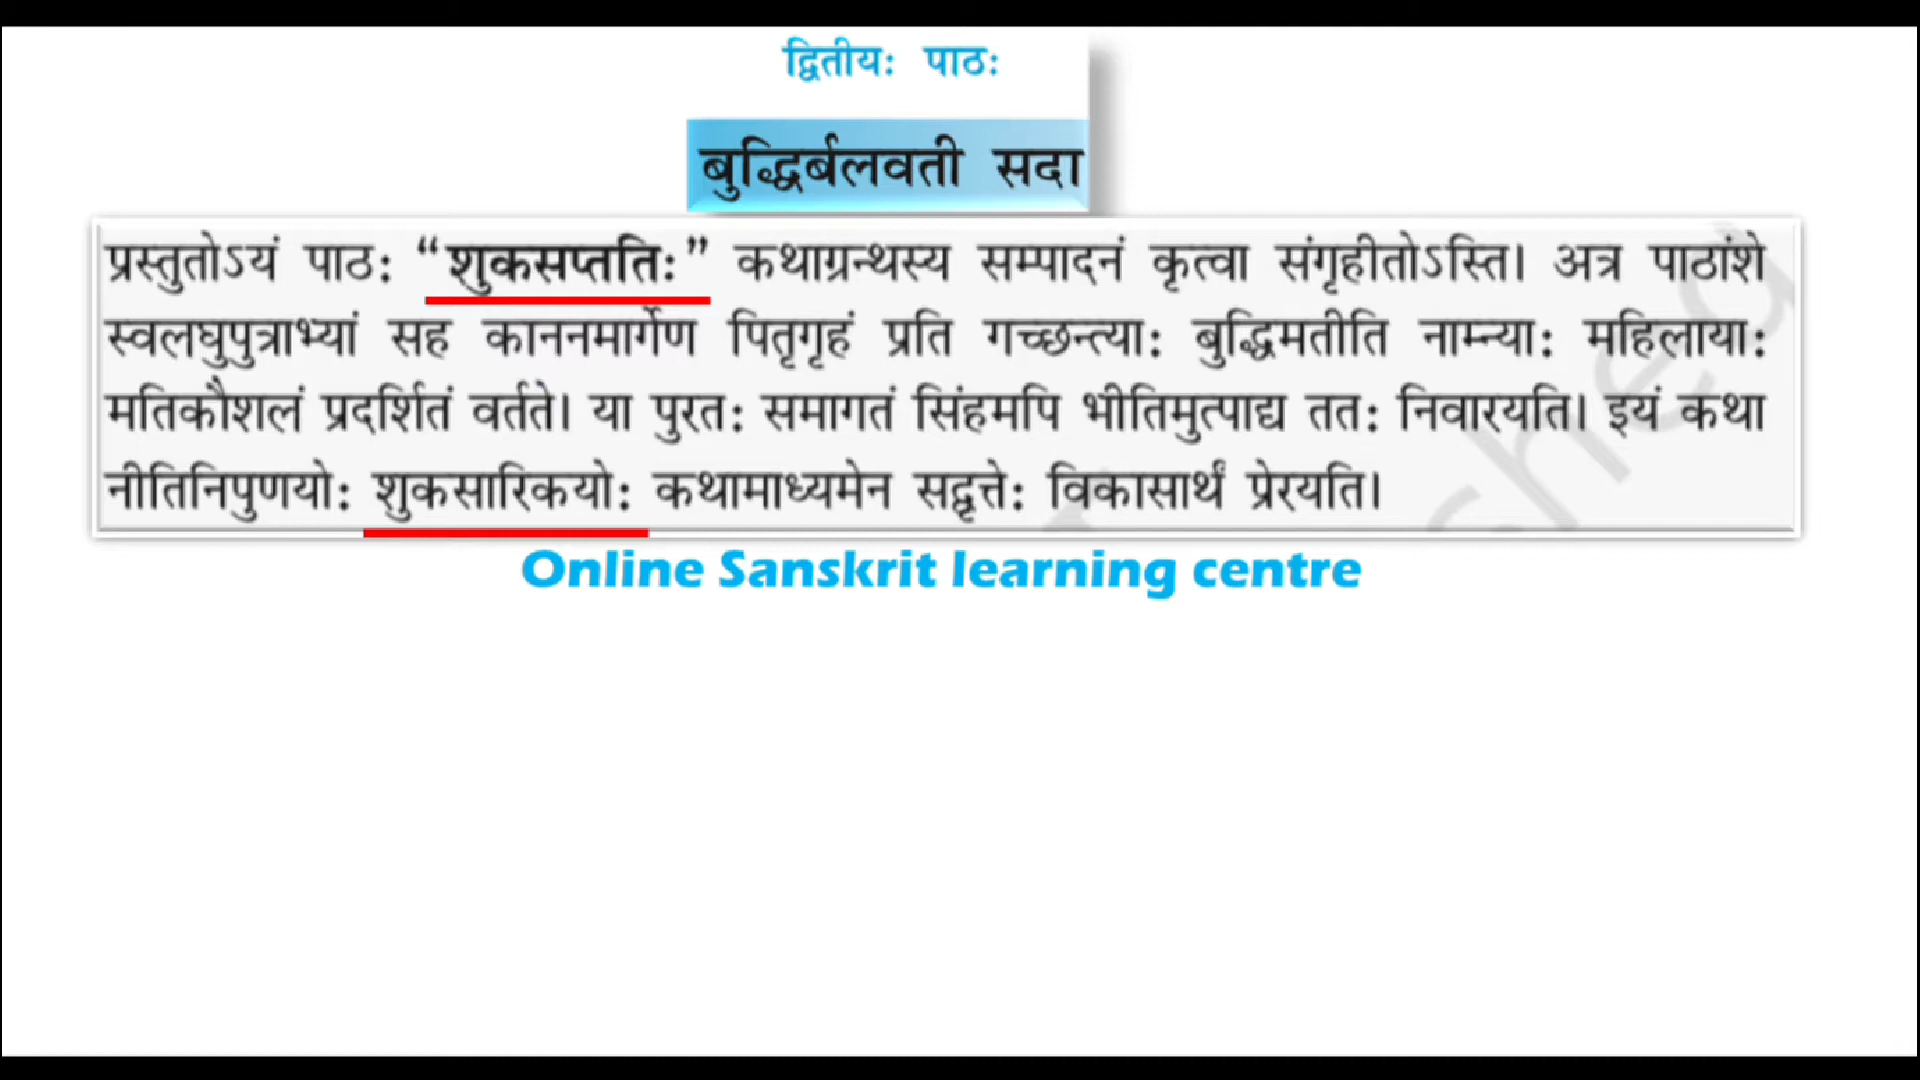 द्वितीयः पाठः
बुद्धिर्बलवती सदा
प्रस्तुतोऽयं पाठः “शुकसप्ततिः” कथाग्रन्थस्य सम्पादनं कृत्वा संगृहीतोऽस्ति। अत्र पाठांशे
स्वलघुपुत्राभ्यां सह काननमार्गेण पितृगृहं प्रति गच्छन्त्याः बुद्धिमतीति नाम्न्याः महिलायाः
मतिकौशलं प्रदर्शितं वर्तते। या पुरतः समागतं सिंहमपि भीतिमुत्पाद्य ततः निवारयति। इयं कथा
नीतिनिपुणयोः शुकसारिकयोः कथामाध्यमेन सद्वृत्तेः विकासार्थं प्रेरयति।
Online Sanskrit learning centre